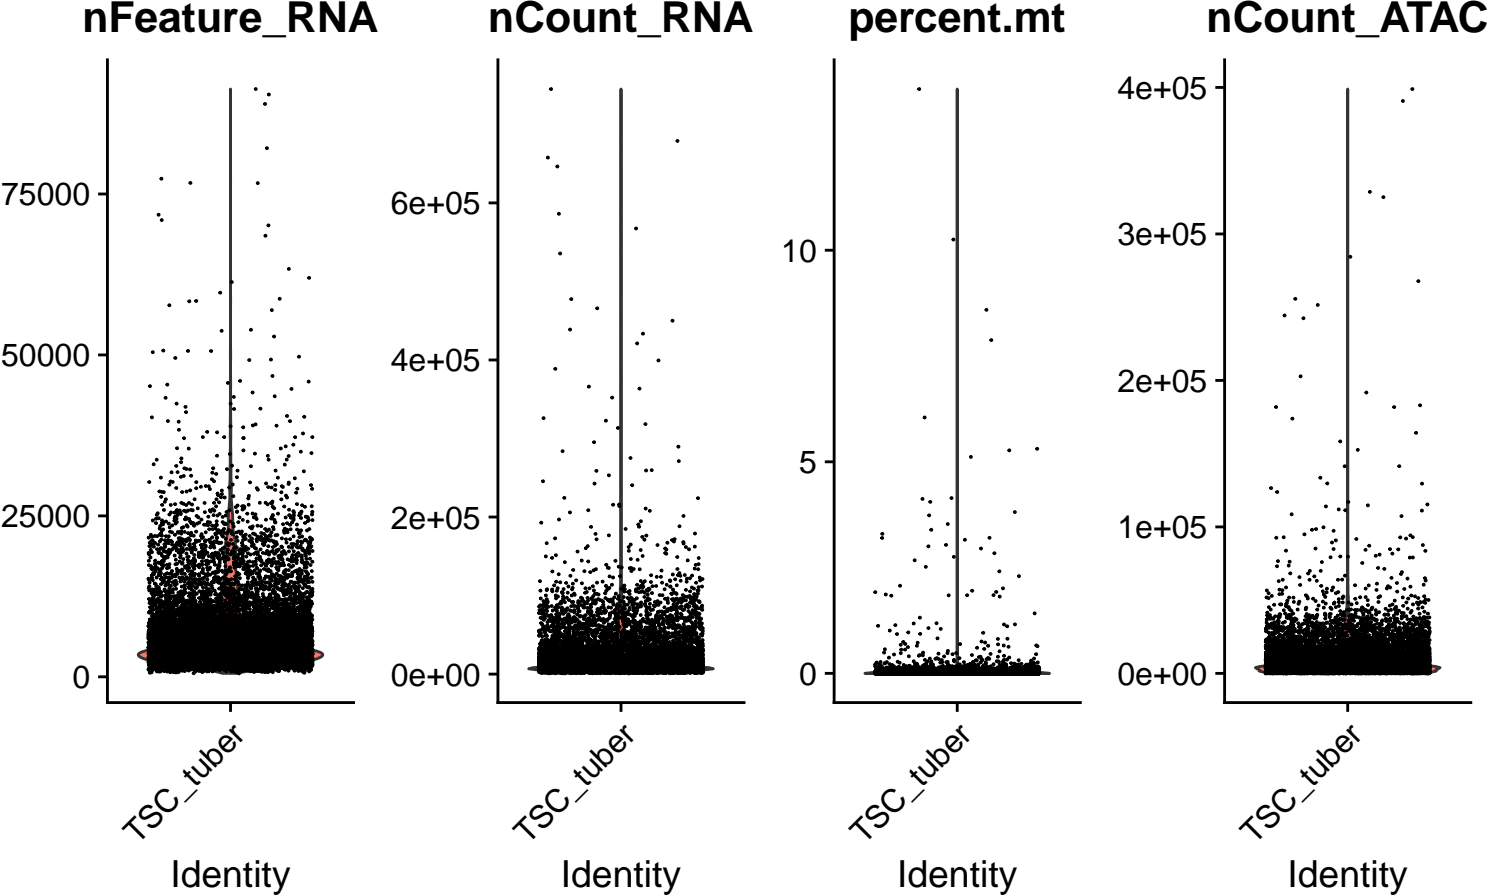 nFeature_RNA
75000
50000
25000
0
TSC_tuber
Identity
nCount_RNA
6e+05
4e+05
2e+05
0e+00
TSC_tuber
Identity
percent.mt
10
5
0
TSC_tuber
Identity
nCount_ATAC
4e+05
3e+05
2e+05
1e+05
0e+00
TSC_tuber
Identity